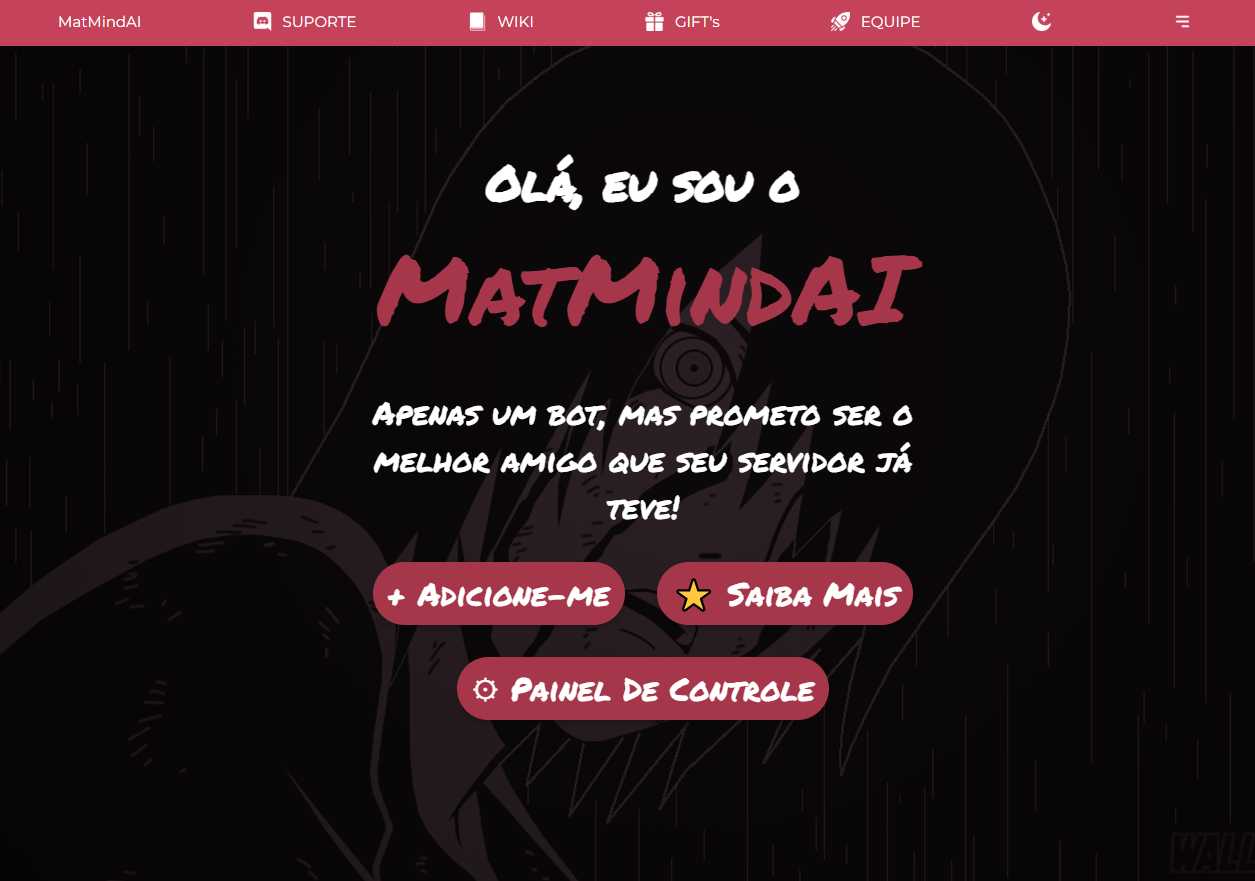 MatMindAI SUPORTE WIKI GIFT's EQUIPE
Olá, eu sou o
MatMindAI
Apenas um bot, mas prometo ser o
melhor amigo que seu servidor já
teve!
+ Adicione-me ⭐ Saiba Mais
Painel De Controle
WALL